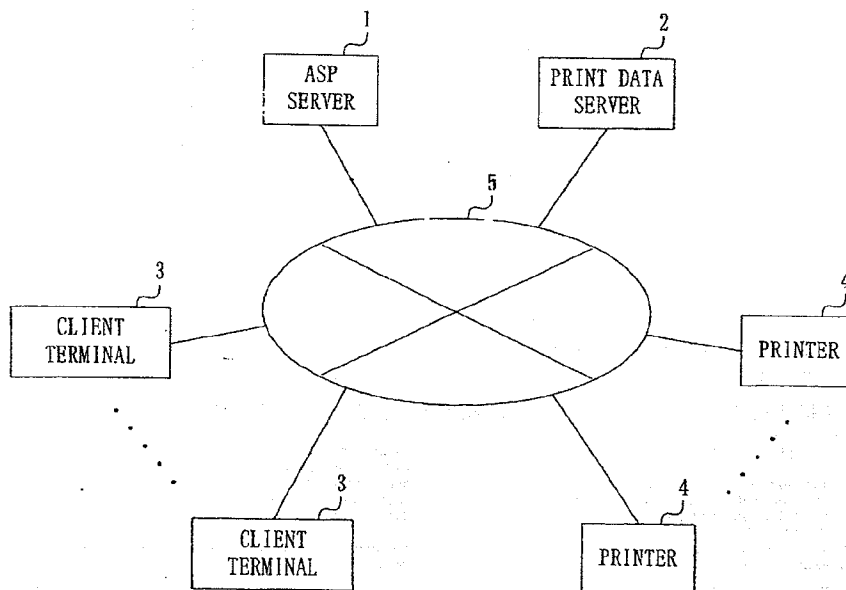 1
ASP
SERVER
2
PRINT DATA
SERVER
5
3
CLIENT
TERMINAL
4
PRINTER
3
CLIENT
TERMINAL
4
PRINTER